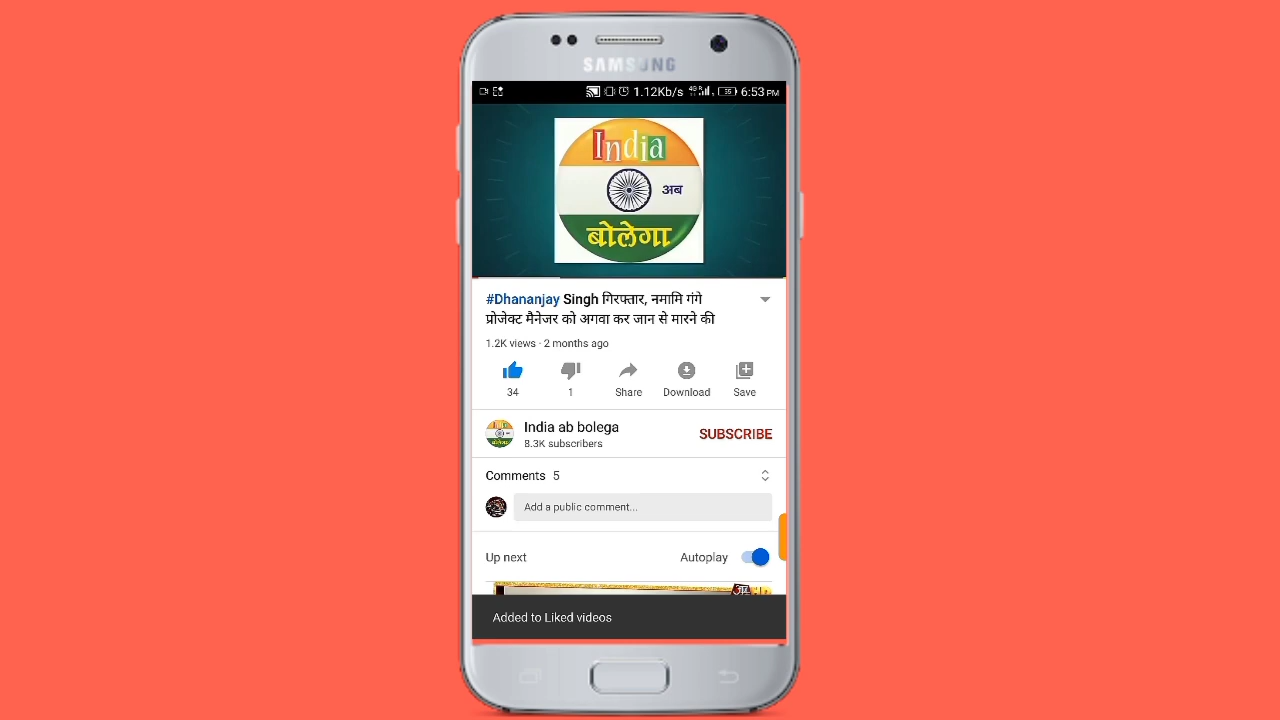 SAMSUNG
1.12Kb/s 4G R 35 6:53 PM
India
अब
बोलेगा
#Dhananjay Singh गिरफ्तार, नमामि गंगे
प्रोजेक्ट मैनेजर को अगवा कर जान से मारने की
1.2K views · 2 months ago
34 1 Share Download Save
India ab bolega
8.3K subscribers
SUBSCRIBE
Comments 5
Add a public comment...
Up next Autoplay
Added to Liked videos